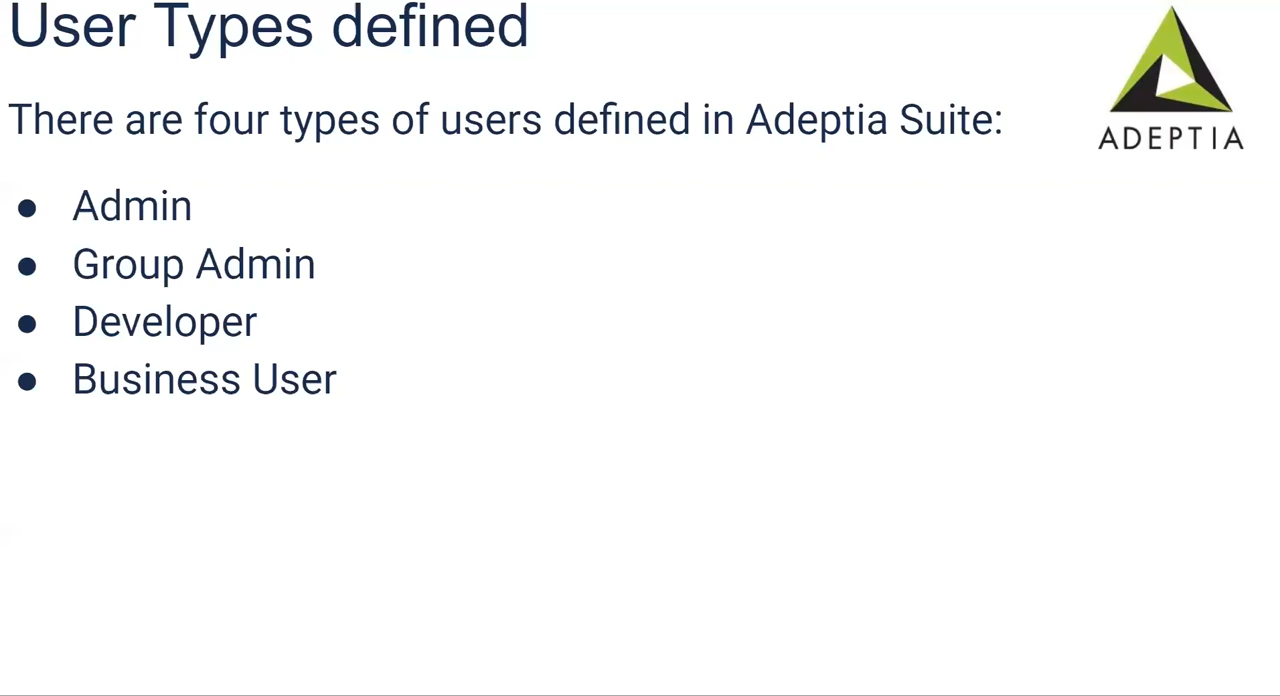 User Types defined
There are four types of users defined in Adeptia Suite:
ADEPTIA
● Admin
● Group Admin
● Developer
● Business User